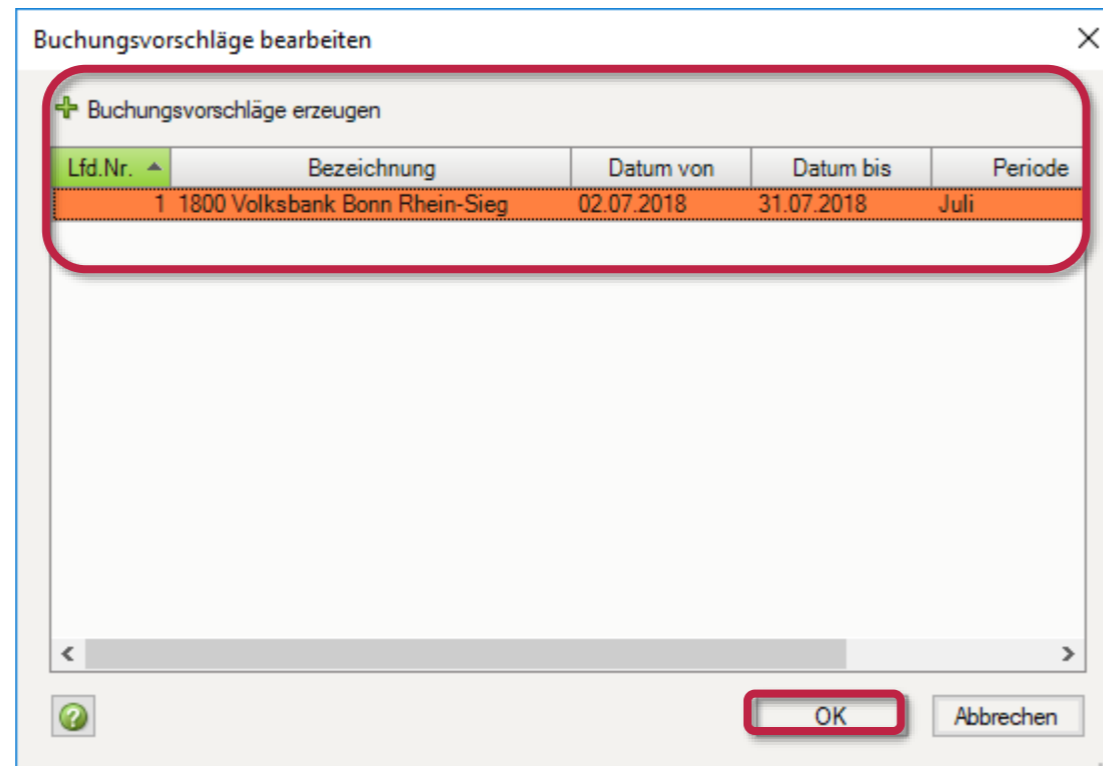 Buchungsvorschläge bearbeiten
Buchungsvorschläge erzeugen
Lfd.Nr. Bezeichnung Datum von Datum bis Periode
1 1800 Volksbank Bonn Rhein-Sieg 02.07.2018 31.07.2018 Juli
OK Abbrechen